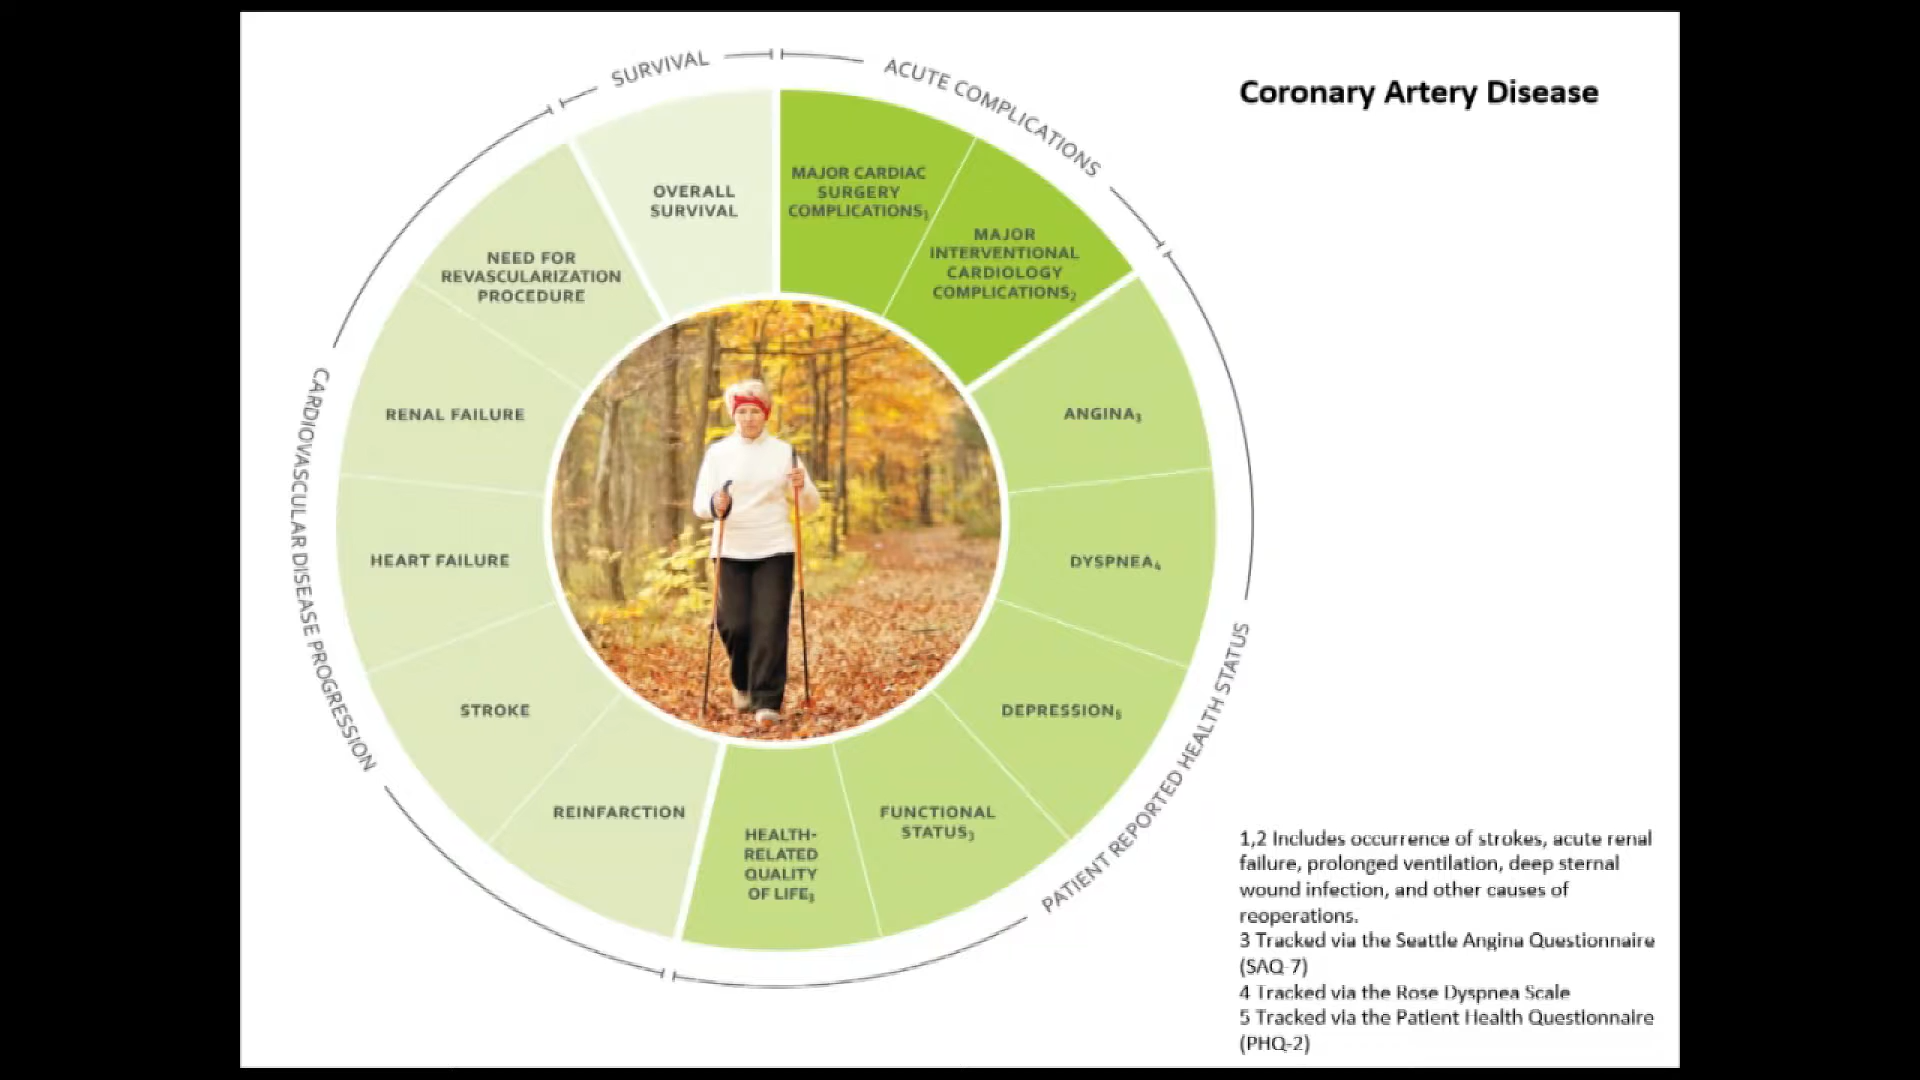 Coronary Artery Disease
SURVIVAL
ACUTE COMPLICATIONS
PATIENT REPORTED HEALTH STATUS
CARDIOVASCULAR DISEASE PROGRESSION
OVERALL
SURVIVAL
MAJOR CARDIAC
SURGERY
COMPLICATIONS₁
MAJOR
INTERVENTIONAL
CARDIOLOGY
COMPLICATIONS₂
ANGINA₃
DYSPNEA₄
DEPRESSION₅
FUNCTIONAL
STATUS₃
HEALTH-
RELATED
QUALITY
OF LIFE₃
REINFARCTION
STROKE
HEART FAILURE
RENAL FAILURE
NEED FOR
REVASCULARIZATION
PROCEDURE
1,2 Includes occurrence of strokes, acute renal
failure, prolonged ventilation, deep sternal
wound infection, and other causes of
reoperations.
3 Tracked via the Seattle Angina Questionnaire
(SAQ-7)
4 Tracked via the Rose Dyspnea Scale
5 Tracked via the Patient Health Questionnaire
(PHQ-2)